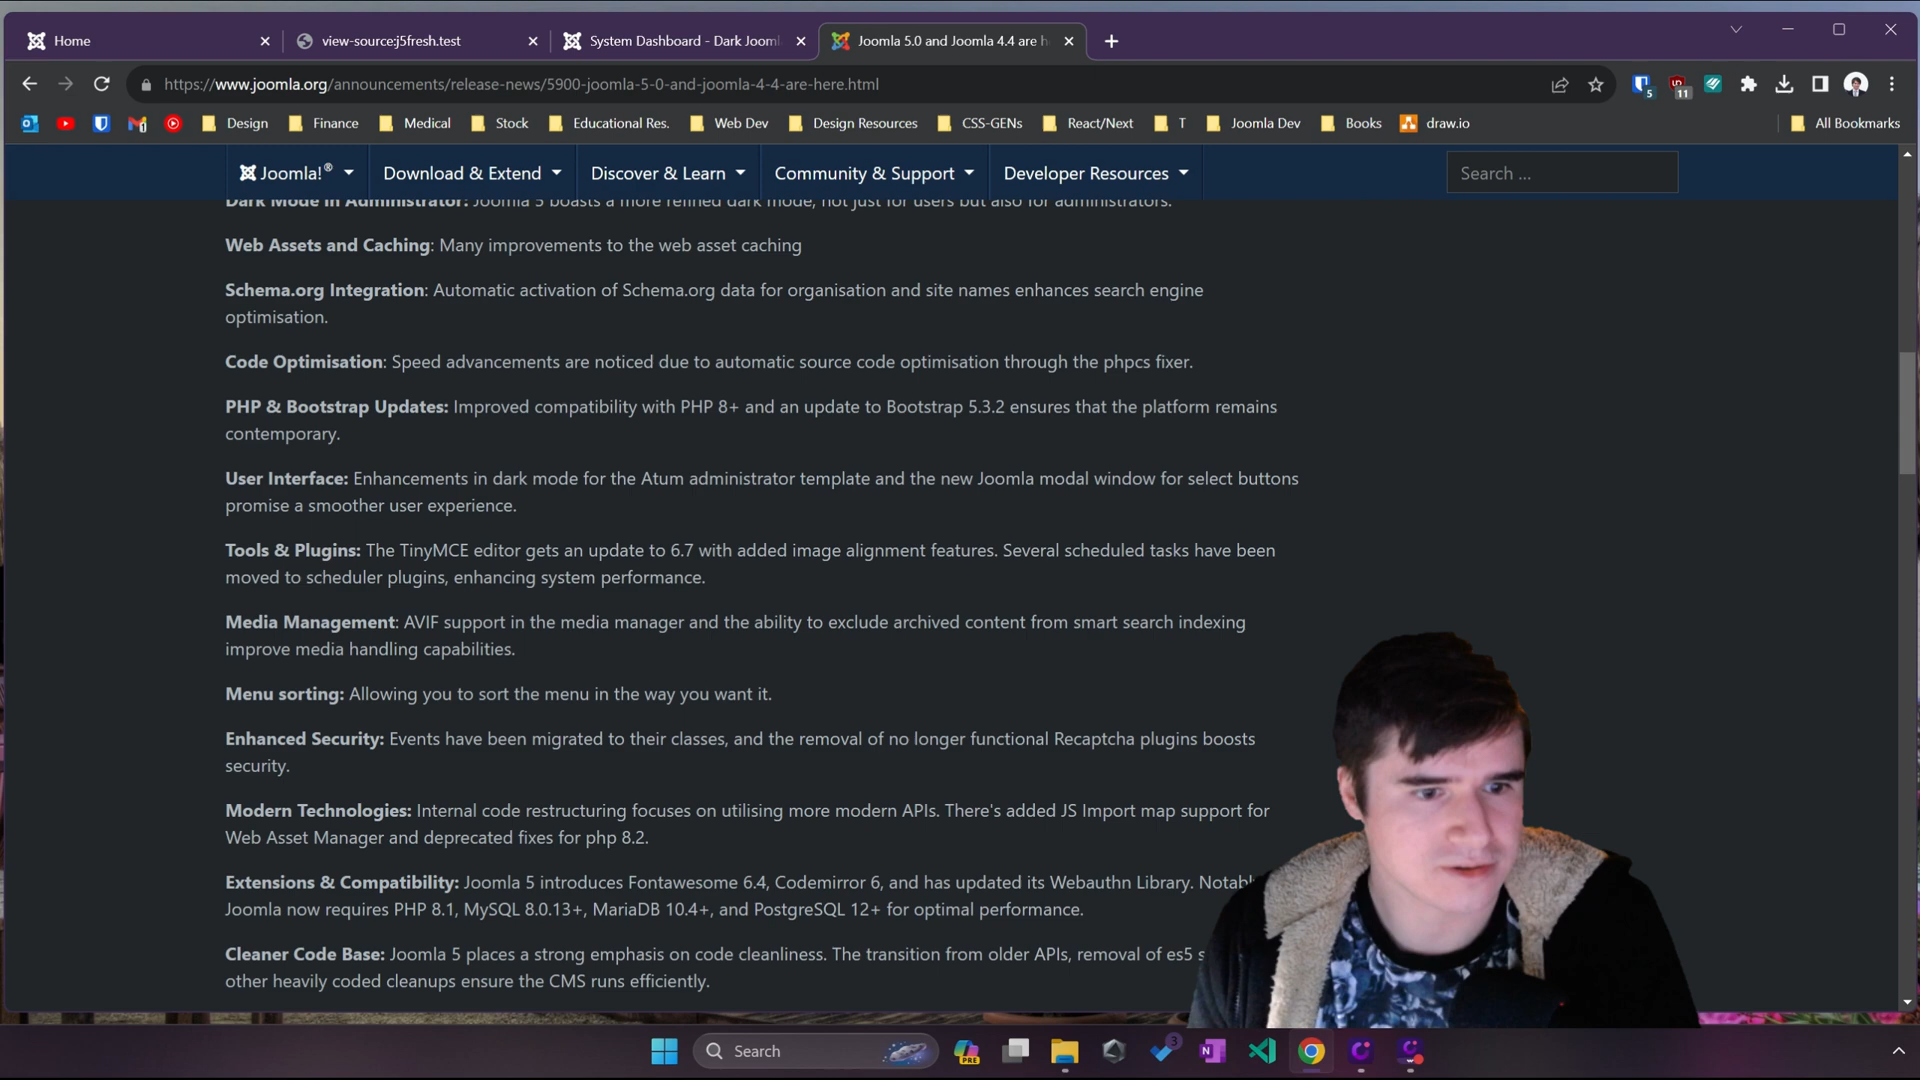 Home
view-source:j5fresh.test
System Dashboard - Dark Jooml
Joomla 5.0 and Joomla 4.4 are h
https://www.joomla.org/announcements/release-news/5900-joomla-5-0-and-joomla-4-4-are-here.html
5
11
Design
Finance
Medical
Stock
Educational Res.
Web Dev
Design Resources
CSS-GENs
React/Next
T
Joomla Dev
Books
draw.io
All Bookmarks
Joomla!®
Download & Extend
Discover & Learn
Community & Support
Developer Resources
Search ...
Dark Mode in Administrator: Joomla 5 boasts a more refined dark mode, not just for users but also for administrators.
Web Assets and Caching: Many improvements to the web asset caching
Schema.org Integration: Automatic activation of Schema.org data for organisation and site names enhances search engine
optimisation.
Code Optimisation: Speed advancements are noticed due to automatic source code optimisation through the phpcs fixer.
PHP & Bootstrap Updates: Improved compatibility with PHP 8+ and an update to Bootstrap 5.3.2 ensures that the platform remains
contemporary.
User Interface: Enhancements in dark mode for the Atum administrator template and the new Joomla modal window for select buttons
promise a smoother user experience.
Tools & Plugins: The TinyMCE editor gets an update to 6.7 with added image alignment features. Several scheduled tasks have been
moved to scheduler plugins, enhancing system performance.
Media Management: AVIF support in the media manager and the ability to exclude archived content from smart search indexing
improve media handling capabilities.
Menu sorting: Allowing you to sort the menu in the way you want it.
Enhanced Security: Events have been migrated to their classes, and the removal of no longer functional Recaptcha plugins boosts
security.
Modern Technologies: Internal code restructuring focuses on utilising more modern APIs. There's added JS Import map support for
Web Asset Manager and deprecated fixes for php 8.2.
Extensions & Compatibility: Joomla 5 introduces Fontawesome 6.4, Codemirror 6, and has updated its Webauthn Library.
Joomla now requires PHP 8.1, MySQL 8.0.13+, MariaDB 10.4+, and PostgreSQL 12+ for optimal performance.
Cleaner Code Base: Joomla 5 places a strong emphasis on code cleanliness. The transition from older APIs, removal of es5
other heavily coded cleanups ensure the CMS runs efficiently.
Search
PRE
3